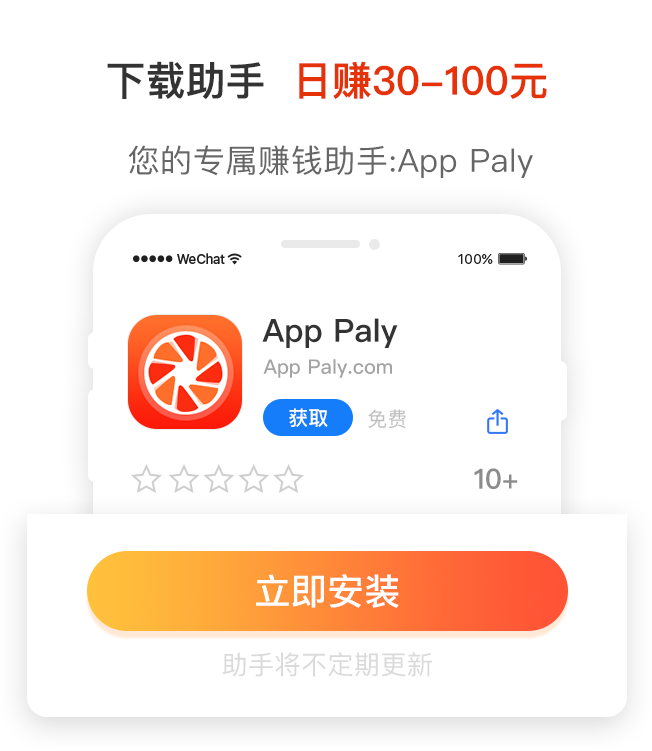 下载助手 日赚30-100元
您的专属赚钱助手:App Paly
WeChat 100%
App Paly
App Paly.com
获取 免费
10+
立即安装
助手将不定期更新